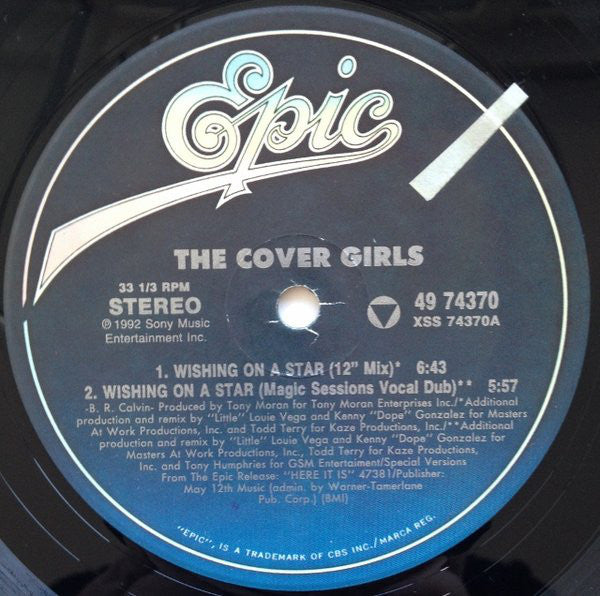 Epic
THE COVER GIRLS
33 1/3 RPM
STEREO
℗ 1992 Sony Music
Entertainment Inc.
49 74370
XSS 74370A
1. WISHING ON A STAR (12" Mix)* 6:43
2. WISHING ON A STAR (Magic Sessions Vocal Dub)** 5:57
-B. R. Calvin- Produced by Tony Moran for Tony Moran Enterprises Inc./*Additional
production and remix by "Little" Louie Vega and Kenny "Dope" Gonzalez for Masters
At Work Productions, Inc. and Todd Terry for Kaze Productions, Inc./**Additional
production and remix by "Little" Louie Vega and Kenny "Dope" Gonzalez for
Masters At Work Productions, Inc., Todd Terry for Kaze Productions,
Inc. and Tony Humphries for GSM Entertaiment/Special Versions
From The Epic Release: "HERE IT IS" 47381/Publisher:
May 12th Music (admin. by Warner-Tamerlane
Pub. Corp.) (BMI)
"EPIC", IS A TRADEMARK OF CBS INC./MARCA REG.